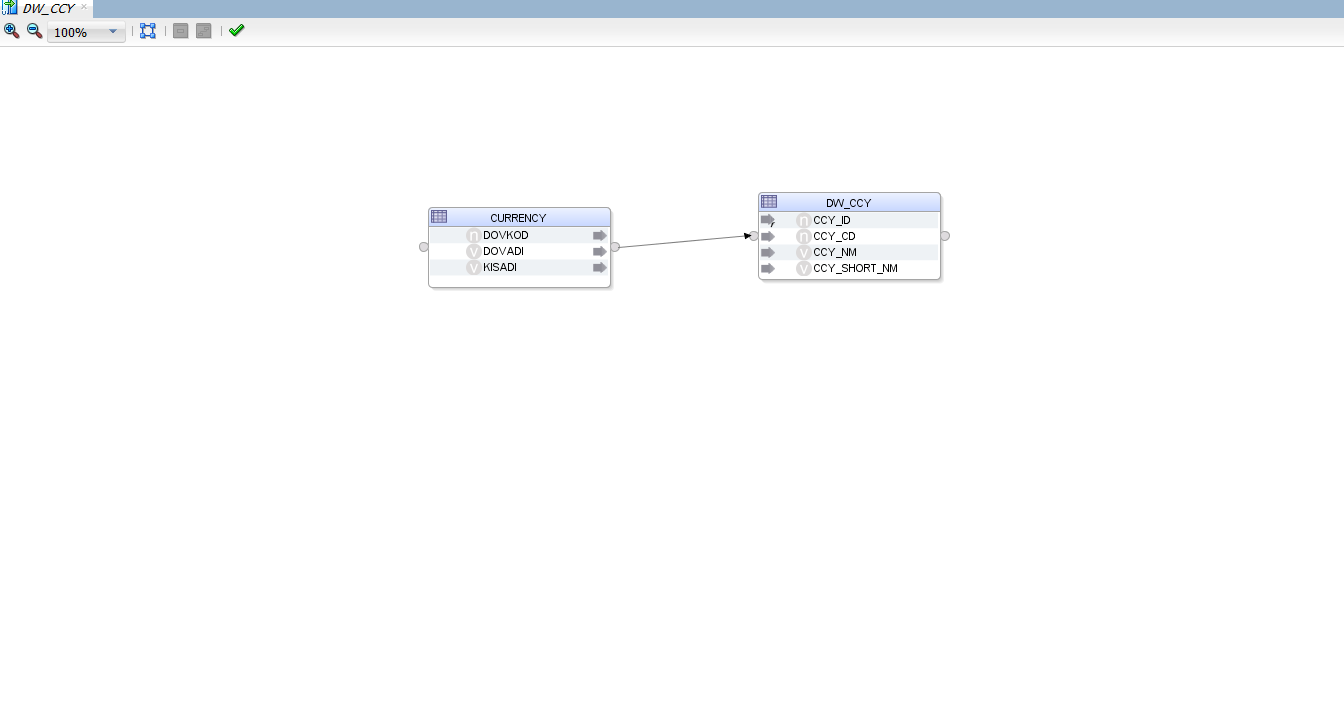 DW_CCY
100%
CURRENCY
DOVKOD
DOVADI
KISADI
DW_CCY
CCY_ID
CCY_CD
CCY_NM
CCY_SHORT_NM